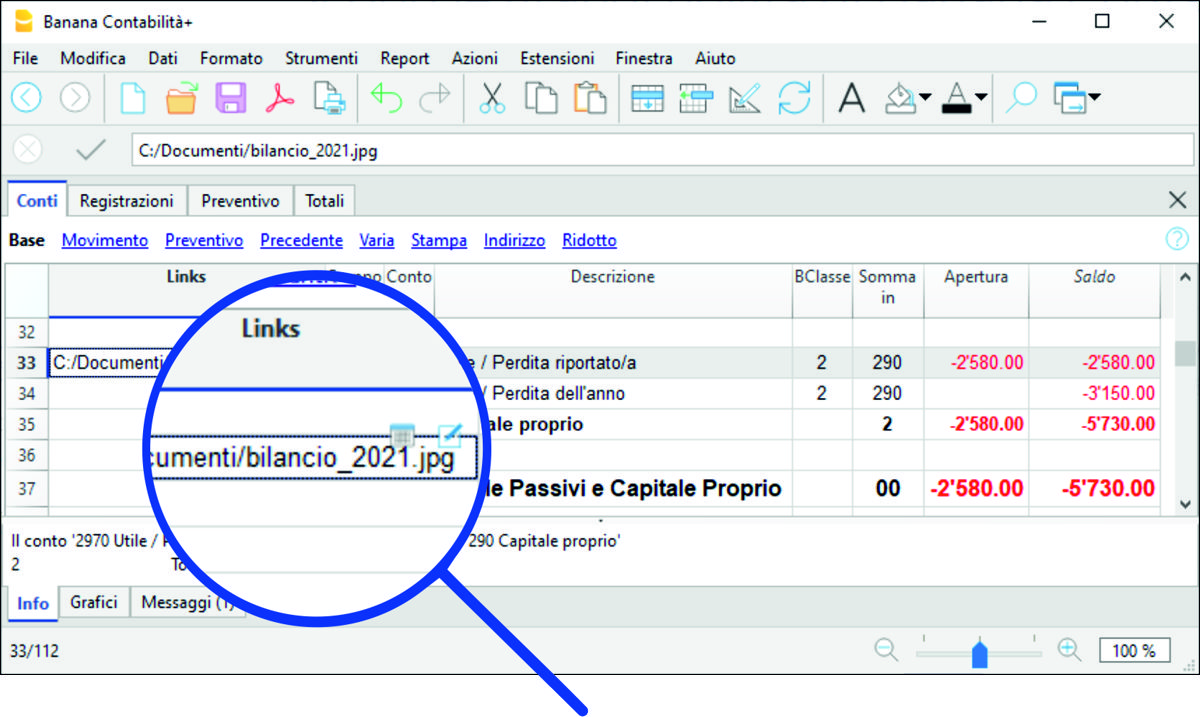 Banana Contabilità+
File Modifica Dati Formato Strumenti Report Azioni Estensioni Finestra Aiuto
C:/Documenti/bilancio_2021.jpg
Conti Registrazioni Preventivo Totali
Base Movimento Preventivo Precedente Varia Stampa Indirizzo Ridotto
Links Conto Descrizione BClasse Somma in Apertura Saldo
Links
32
33 C:/Documenti e / Perdita riportato/a 2 290 -2'580.00 -2'580.00
34 / Perdita dell'anno 2 290 -3'150.00
35 ale proprio 2 -2'580.00 -5'730.00
cumenti/bilancio_2021.jpg
36
37 le Passivi e Capitale Proprio 00 -2'580.00 -5'730.00
Il conto '2970 Utile / 290 Capitale proprio'
2 To
Info Grafici Messaggi (1)
33/112 100 %